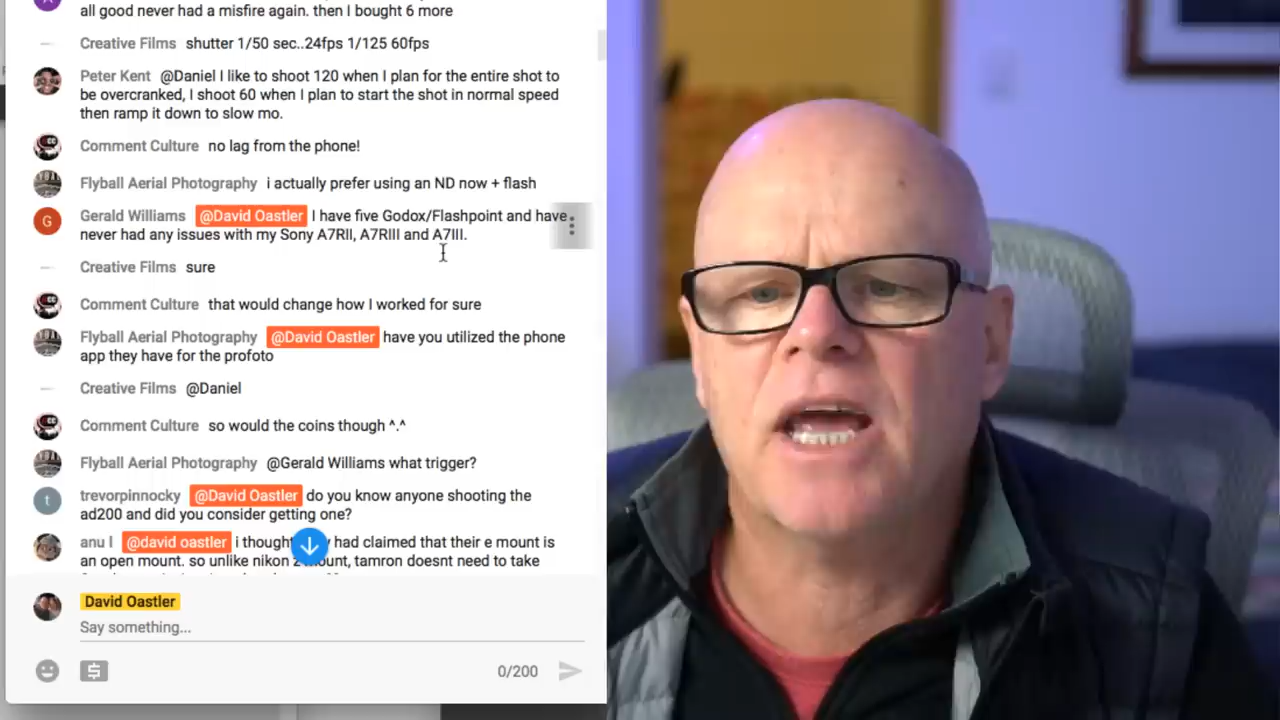 all good never had a misfire again. then I bought 6 more
Creative Films shutter 1/50 sec..24fps 1/125 60fps
Peter Kent @Daniel I like to shoot 120 when I plan for the entire shot to
be overcranked, I shoot 60 when I plan to start the shot in normal speed
then ramp it down to slow mo.
Comment Culture no lag from the phone!
Flyball Aerial Photography i actually prefer using an ND now + flash
G
Gerald Williams @David Oastler I have five Godox/Flashpoint and have
never had any issues with my Sony A7RII, A7RIII and A7III.
Creative Films sure
Comment Culture that would change how I worked for sure
Flyball Aerial Photography @David Oastler have you utilized the phone
app they have for the profoto
Creative Films @Daniel
Comment Culture so would the coins though ^.^
Flyball Aerial Photography @Gerald Williams what trigger?
t
trevorpinnocky @David Oastler do you know anyone shooting the
ad200 and did you consider getting one?
anu l @david oastler i thought had claimed that their e mount is
an open mount. so unlike nikon z mount, tamron doesnt need to take
David Oastler
Say something...
0/200